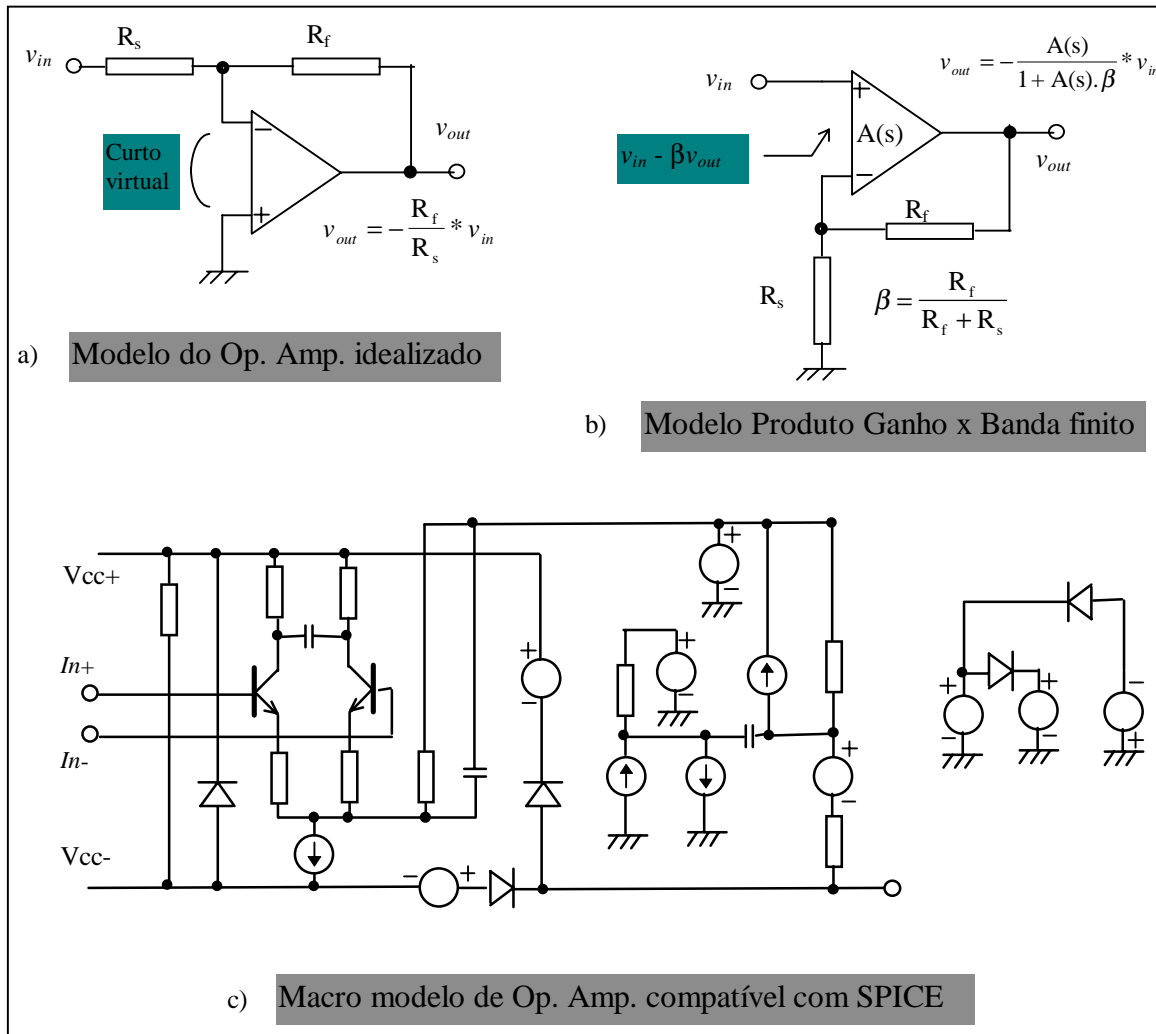 R_s
R_f
v_in
Curto
virtual
−
+
v_out
v_out = − R_f / R_s * v_in
a) Modelo do Op. Amp. idealizado
v_out = − A(s) / 1 + A(s).β * v_in
v_in
+
A(s)
−
v_in - βv_out
v_out
R_f
R_s
β = R_f / R_f + R_s
b) Modelo Produto Ganho x Banda finito
Vcc+
In+
In-
Vcc-
c) Macro modelo de Op. Amp. compatível com SPICE